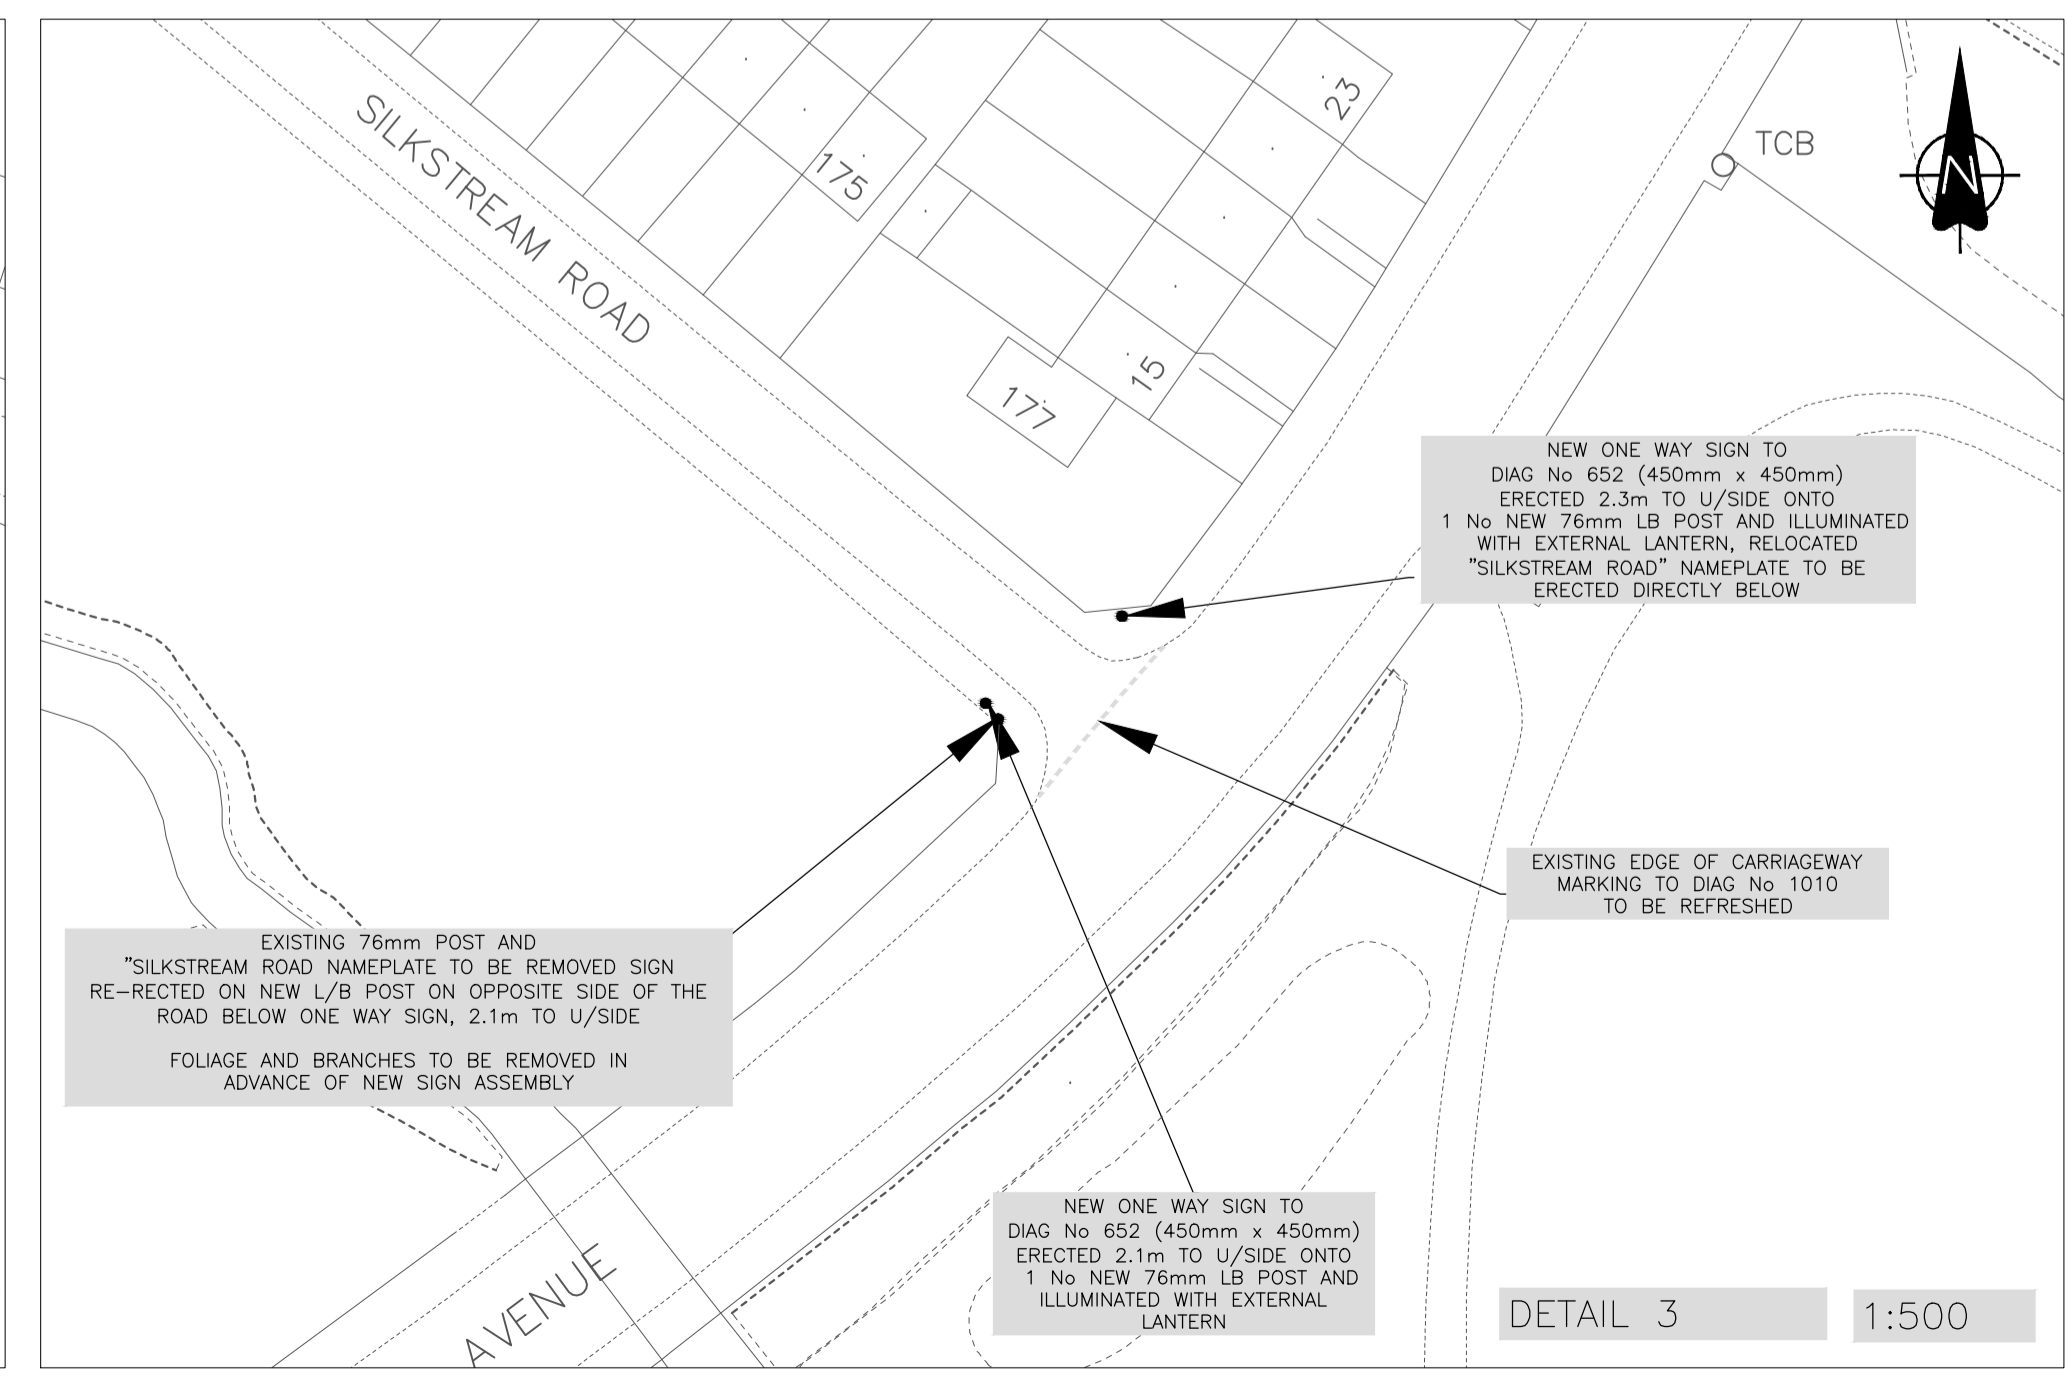 SILKSTREAM ROAD
175
23
TCB
N
177
15
NEW ONE WAY SIGN TO
DIAG No 652 (450mm x 450mm)
ERECTED 2.3m TO U/SIDE ONTO
1 No NEW 76mm LB POST AND ILLUMINATED
WITH EXTERNAL LANTERN, RELOCATED
"SILKSTREAM ROAD" NAMEPLATE TO BE
ERECTED DIRECTLY BELOW
EXISTING EDGE OF CARRIAGEWAY
MARKING TO DIAG No 1010
TO BE REFRESHED
EXISTING 76mm POST AND
"SILKSTREAM ROAD NAMEPLATE TO BE REMOVED SIGN
RE-RECTED ON NEW L/B POST ON OPPOSITE SIDE OF THE
ROAD BELOW ONE WAY SIGN, 2.1m TO U/SIDE
FOLIAGE AND BRANCHES TO BE REMOVED IN
ADVANCE OF NEW SIGN ASSEMBLY
NEW ONE WAY SIGN TO
DIAG No 652 (450mm x 450mm)
ERECTED 2.1m TO U/SIDE ONTO
1 No NEW 76mm LB POST AND
ILLUMINATED WITH EXTERNAL
LANTERN
AVENUE
DETAIL 3
1:500